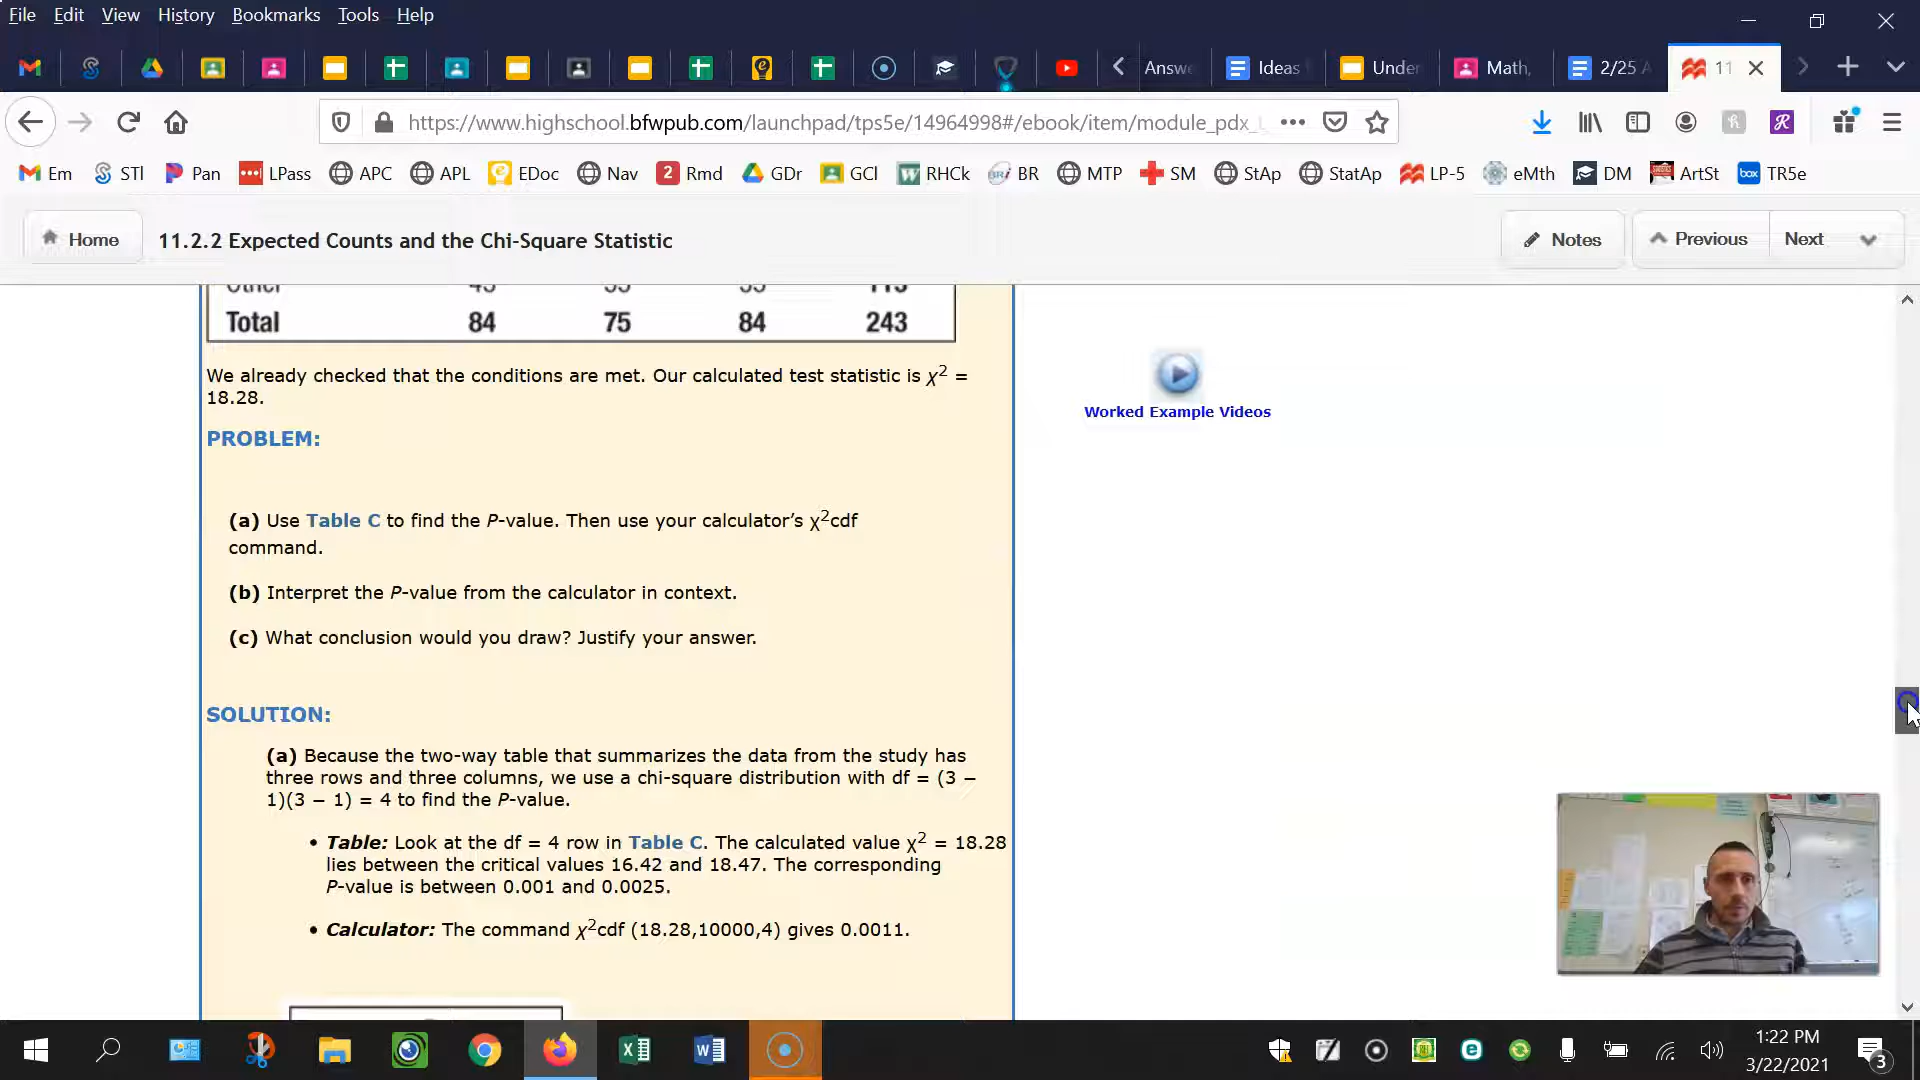 File Edit View History Bookmarks Tools Help
Answe Ideas Under Math, 2/25 A 11
https://www.highschool.bfwpub.com/launchpad/tps5e/14964998#/ebook/item/module_pdx_
Em STI Pan LPass APC APL EDoc Nav 2 Rmd GDr GCl RHCk BR MTP SM StAp StatAp LP-5 eMth DM ArtSt box TR5e
Home 11.2.2 Expected Counts and the Chi-Square Statistic Notes Previous Next
Total 84 75 84 243
We already checked that the conditions are met. Our calculated test statistic is χ² =
18.28.
Worked Example Videos
PROBLEM:
(a) Use Table C to find the P-value. Then use your calculator’s χ²cdf
command.
(b) Interpret the P-value from the calculator in context.
(c) What conclusion would you draw? Justify your answer.
SOLUTION:
(a) Because the two-way table that summarizes the data from the study has
three rows and three columns, we use a chi-square distribution with df = (3 −
1)(3 − 1) = 4 to find the P-value.
• Table: Look at the df = 4 row in Table C. The calculated value χ² = 18.28
lies between the critical values 16.42 and 18.47. The corresponding
P-value is between 0.001 and 0.0025.
• Calculator: The command χ²cdf (18.28,10000,4) gives 0.0011.
1:22 PM
3/22/2021
3